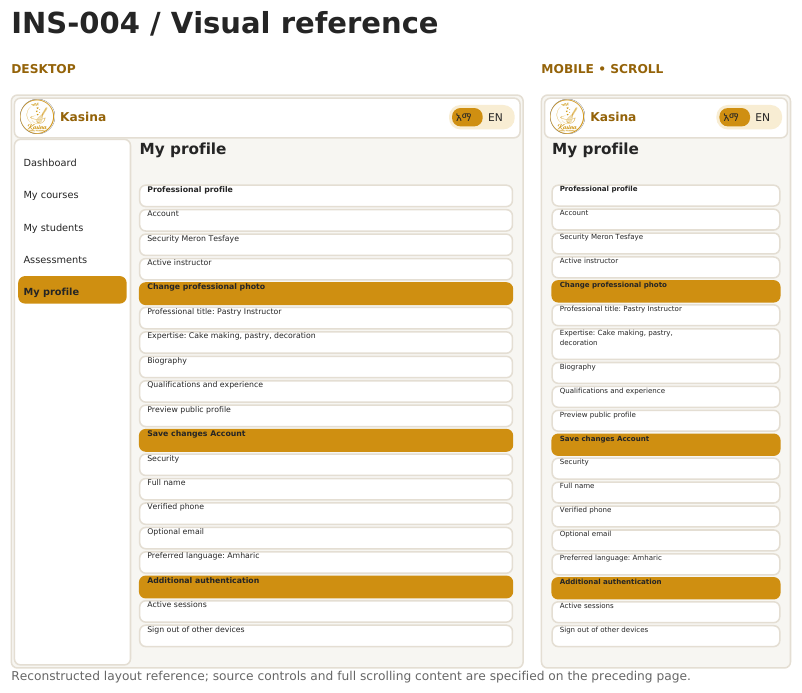 INS-004 / Visual reference
DESKTOP
Kasina
Kasina
አማ
EN
Dashboard
My courses
My students
Assessments
My profile
My profile
Professional profile
Account
Security Meron Tesfaye
Active instructor
Change professional photo
Professional title: Pastry Instructor
Expertise: Cake making, pastry, decoration
Biography
Qualifications and experience
Preview public profile
Save changes Account
Security
Full name
Verified phone
Optional email
Preferred language: Amharic
Additional authentication
Active sessions
Sign out of other devices
MOBILE • SCROLL
Kasina
Kasina
አማ
EN
My profile
Professional profile
Account
Security Meron Tesfaye
Active instructor
Change professional photo
Professional title: Pastry Instructor
Expertise: Cake making, pastry,
decoration
Biography
Qualifications and experience
Preview public profile
Save changes Account
Security
Full name
Verified phone
Optional email
Preferred language: Amharic
Additional authentication
Active sessions
Sign out of other devices
Reconstructed layout reference; source controls and full scrolling content are specified on the preceding page.